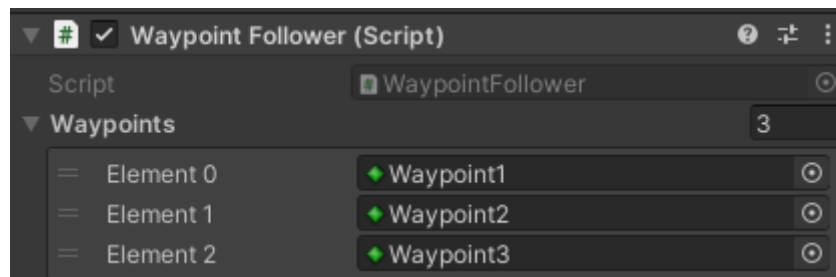 # Waypoint Follower (Script) ?
Script # WaypointFollower
Waypoints 3
Element 0 Waypoint1
Element 1 Waypoint2
Element 2 Waypoint3